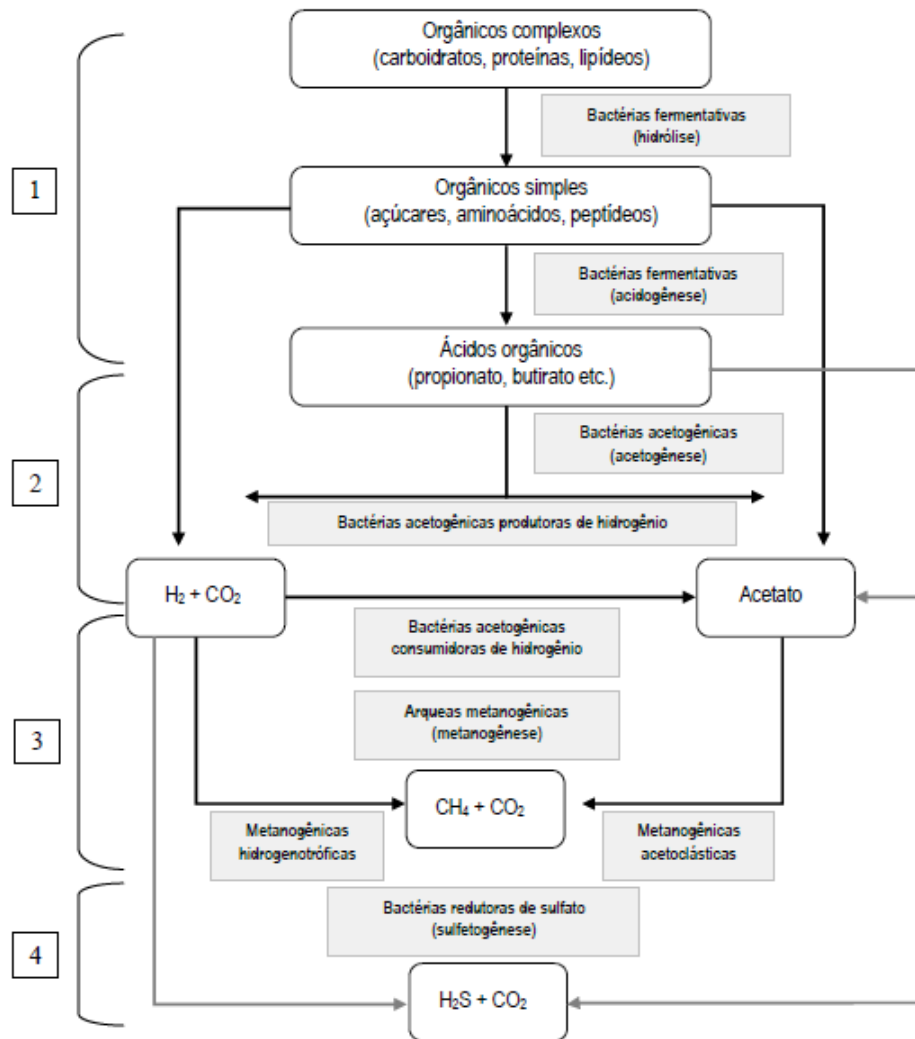 Orgânicos complexos
(carboidratos, proteínas, lipídeos)
Bactérias fermentativas
(hidrólise)
1
Orgânicos simples
(açúcares, aminoácidos, peptídeos)
Bactérias fermentativas
(acidogênese)
Ácidos orgânicos
(propionato, butirato etc.)
Bactérias acetogênicas
(acetogênese)
2
Bactérias acetogênicas produtoras de hidrogênio
H₂ + CO₂
Acetato
Bactérias acetogênicas
consumidoras de hidrogênio
Arqueas metanogênicas
(metanogênese)
3
CH₄ + CO₂
Metanogênicas
hidrogenotróficas
Metanogênicas
acetoclásticas
Bactérias redutoras de sulfato
(sulfetogênese)
4
H₂S + CO₂